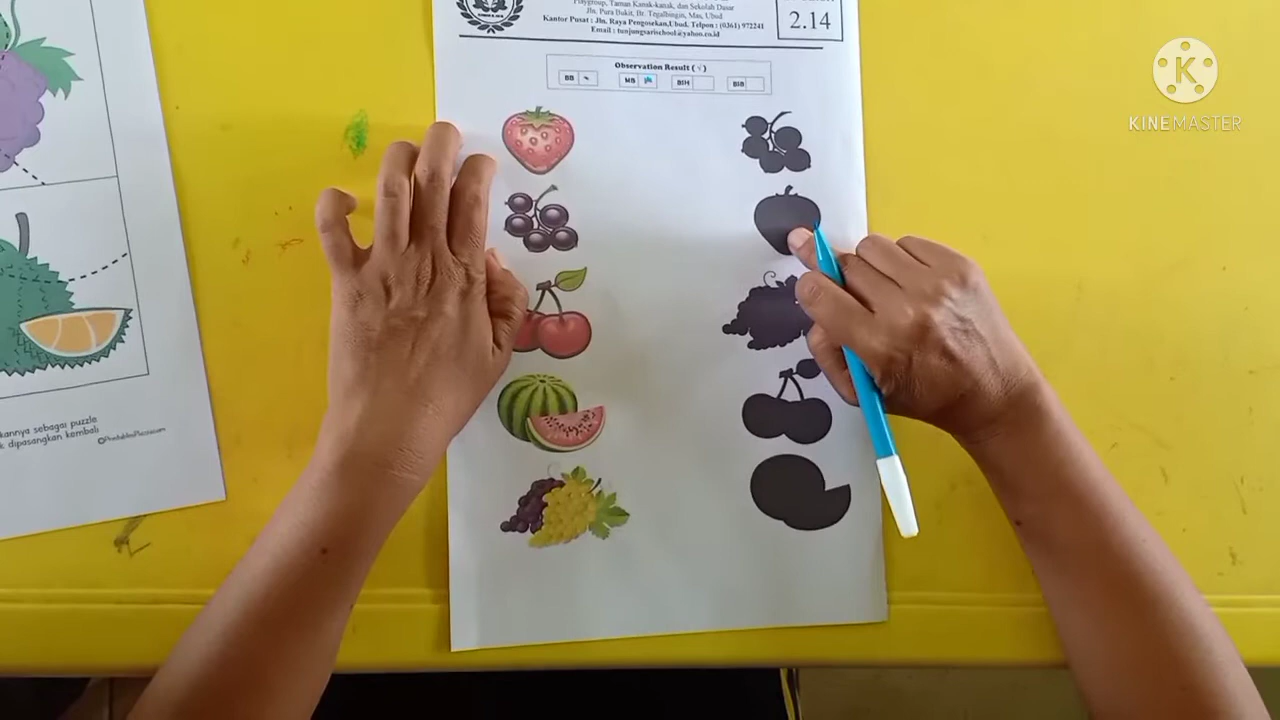 Playgroup, Taman Kanak-kanak, dan Sekolah Dasar
Jln. Pura Bukit, Br. Tegalbingin, Mas, Ubud
Kantor Pusat : Jln. Raya Pengosekan,Ubud. Telpon : (0361) 972241
Email : tunjungsarischool@yahoo.co.id
2.14
Observation Result (√)
BB
MB
BSH
BSB
KINEMASTER
kannya sebagai puzzle
k dipasangkan kembali